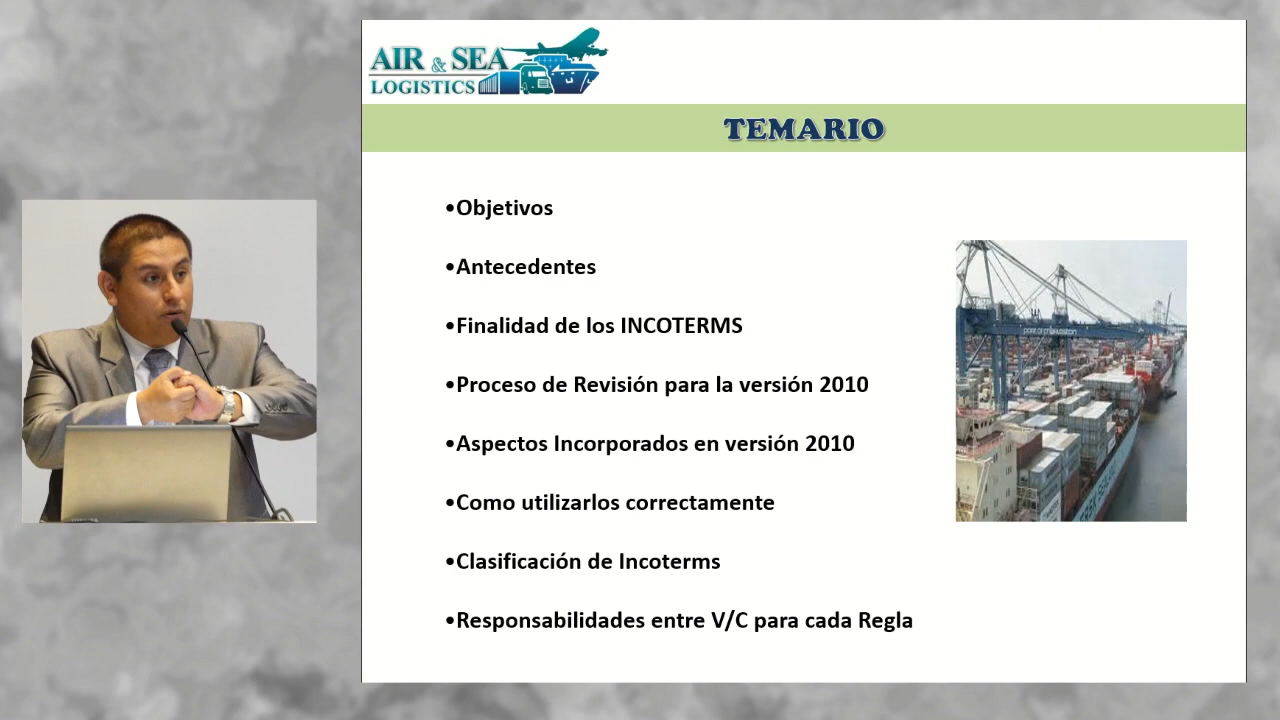 AIR & SEA
LOGISTICS
TEMARIO
•Objetivos
•Antecedentes
•Finalidad de los INCOTERMS
•Proceso de Revisión para la versión 2010
•Aspectos Incorporados en versión 2010
•Como utilizarlos correctamente
•Clasificación de Incoterms
•Responsabilidades entre V/C para cada Regla